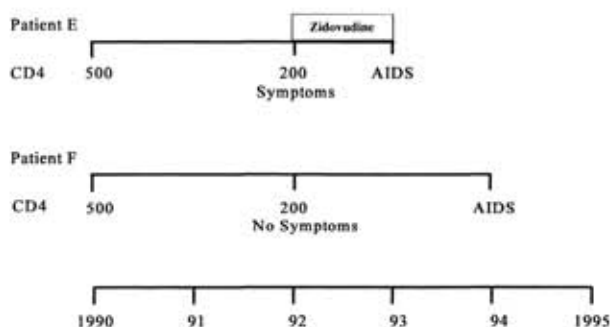 Patient E
Zidovudine
CD4 500 200 AIDS
Symptoms
Patient F
CD4 500 200 AIDS
No Symptoms
1990 91 92 93 94 1995